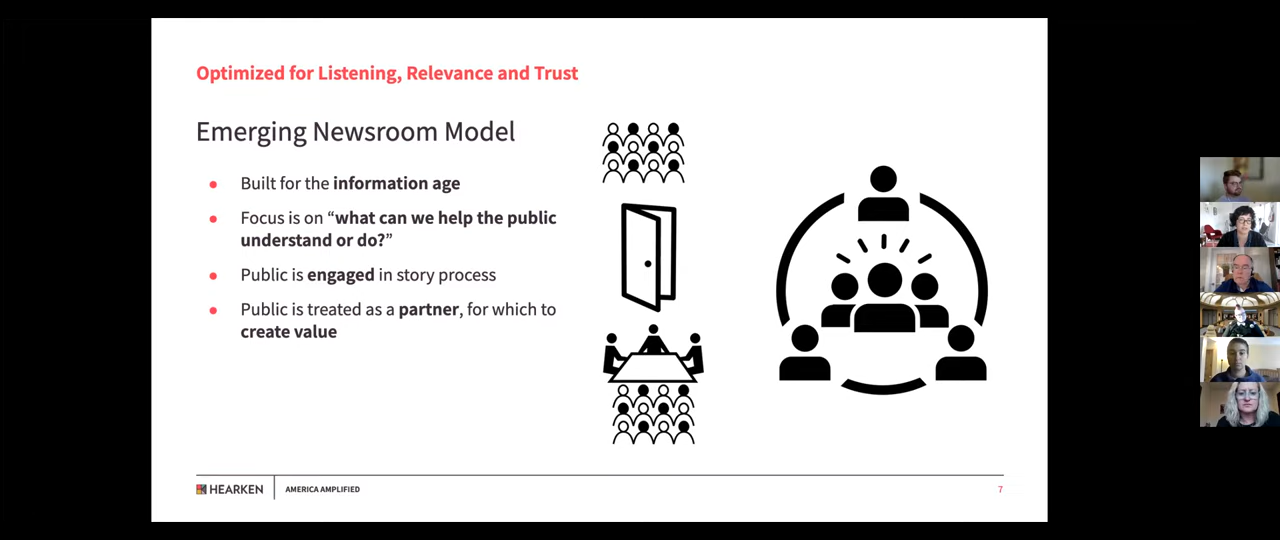 Optimized for Listening, Relevance and Trust
Emerging Newsroom Model
Built for the information age
Focus is on “what can we help the public
understand or do?”
Public is engaged in story process
Public is treated as a partner, for which to
create value
HEARKEN
AMERICA AMPLIFIED
7